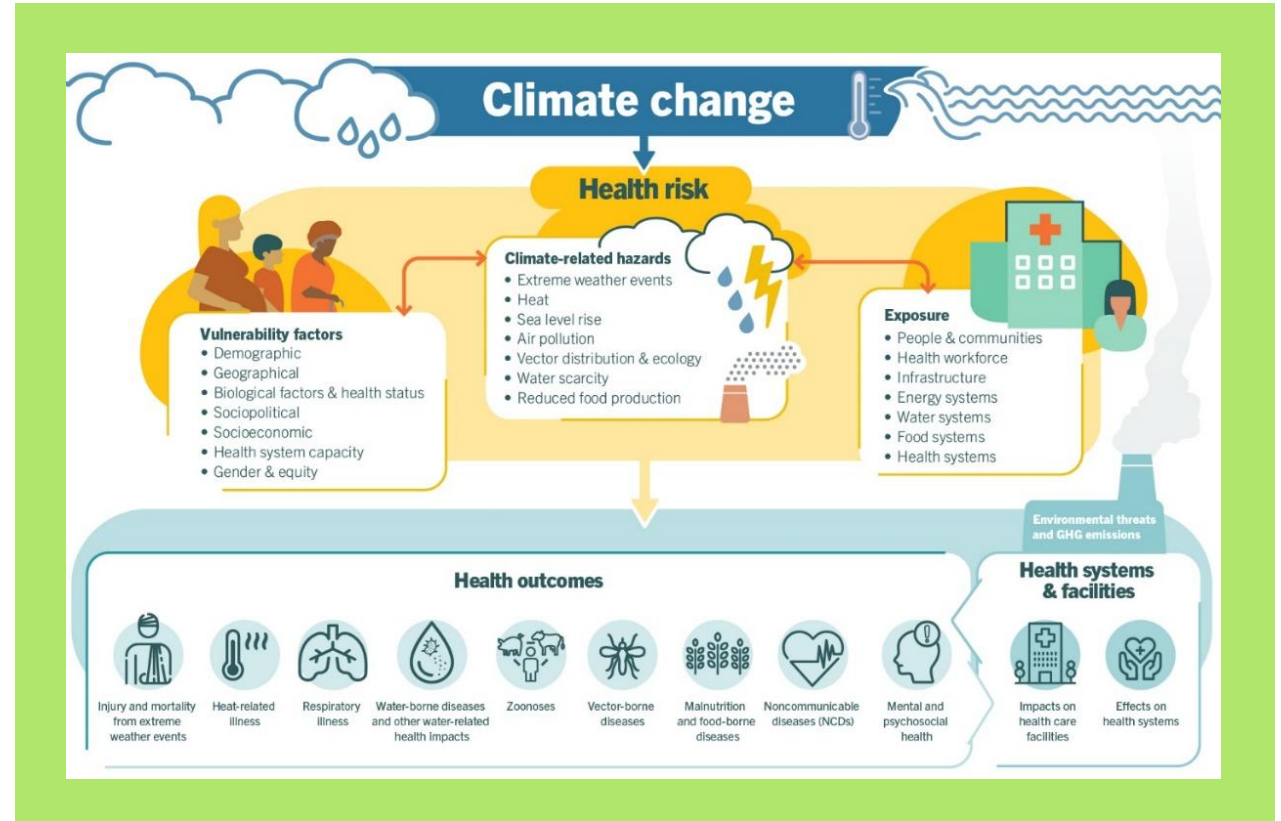 Climate change
Health risk
Climate-related hazards
• Extreme weather events
• Heat
• Sea level rise
• Air pollution
• Vector distribution & ecology
• Water scarcity
• Reduced food production
Vulnerability factors
• Demographic
• Geographical
• Biological factors & health status
• Sociopolitical
• Socioeconomic
• Health system capacity
• Gender & equity
Exposure
• People & communities
• Health workforce
• Infrastructure
• Energy systems
• Water systems
• Food systems
• Health systems
Environmental threats
and GHG emissions
Health outcomes
Injury and mortality
from extreme
weather events
Heat-related
illness
Respiratory
illness
Water-borne diseases
and other water-related
health impacts
Zoonoses
Vector-borne
diseases
Malnutrition
and food-borne
diseases
Noncommunicable
diseases (NCDs)
Mental and
psychosocial
health
Health systems
& facilities
Impacts on
health care
facilities
Effects on
health systems